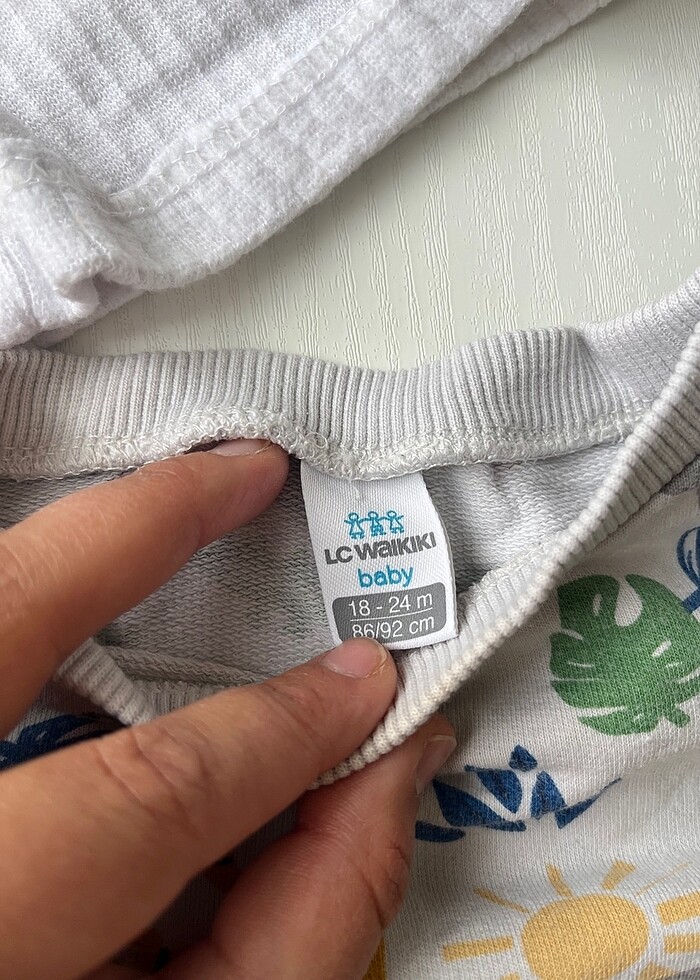 LC WAIKIKI
baby
18 - 24 m
86/92 cm